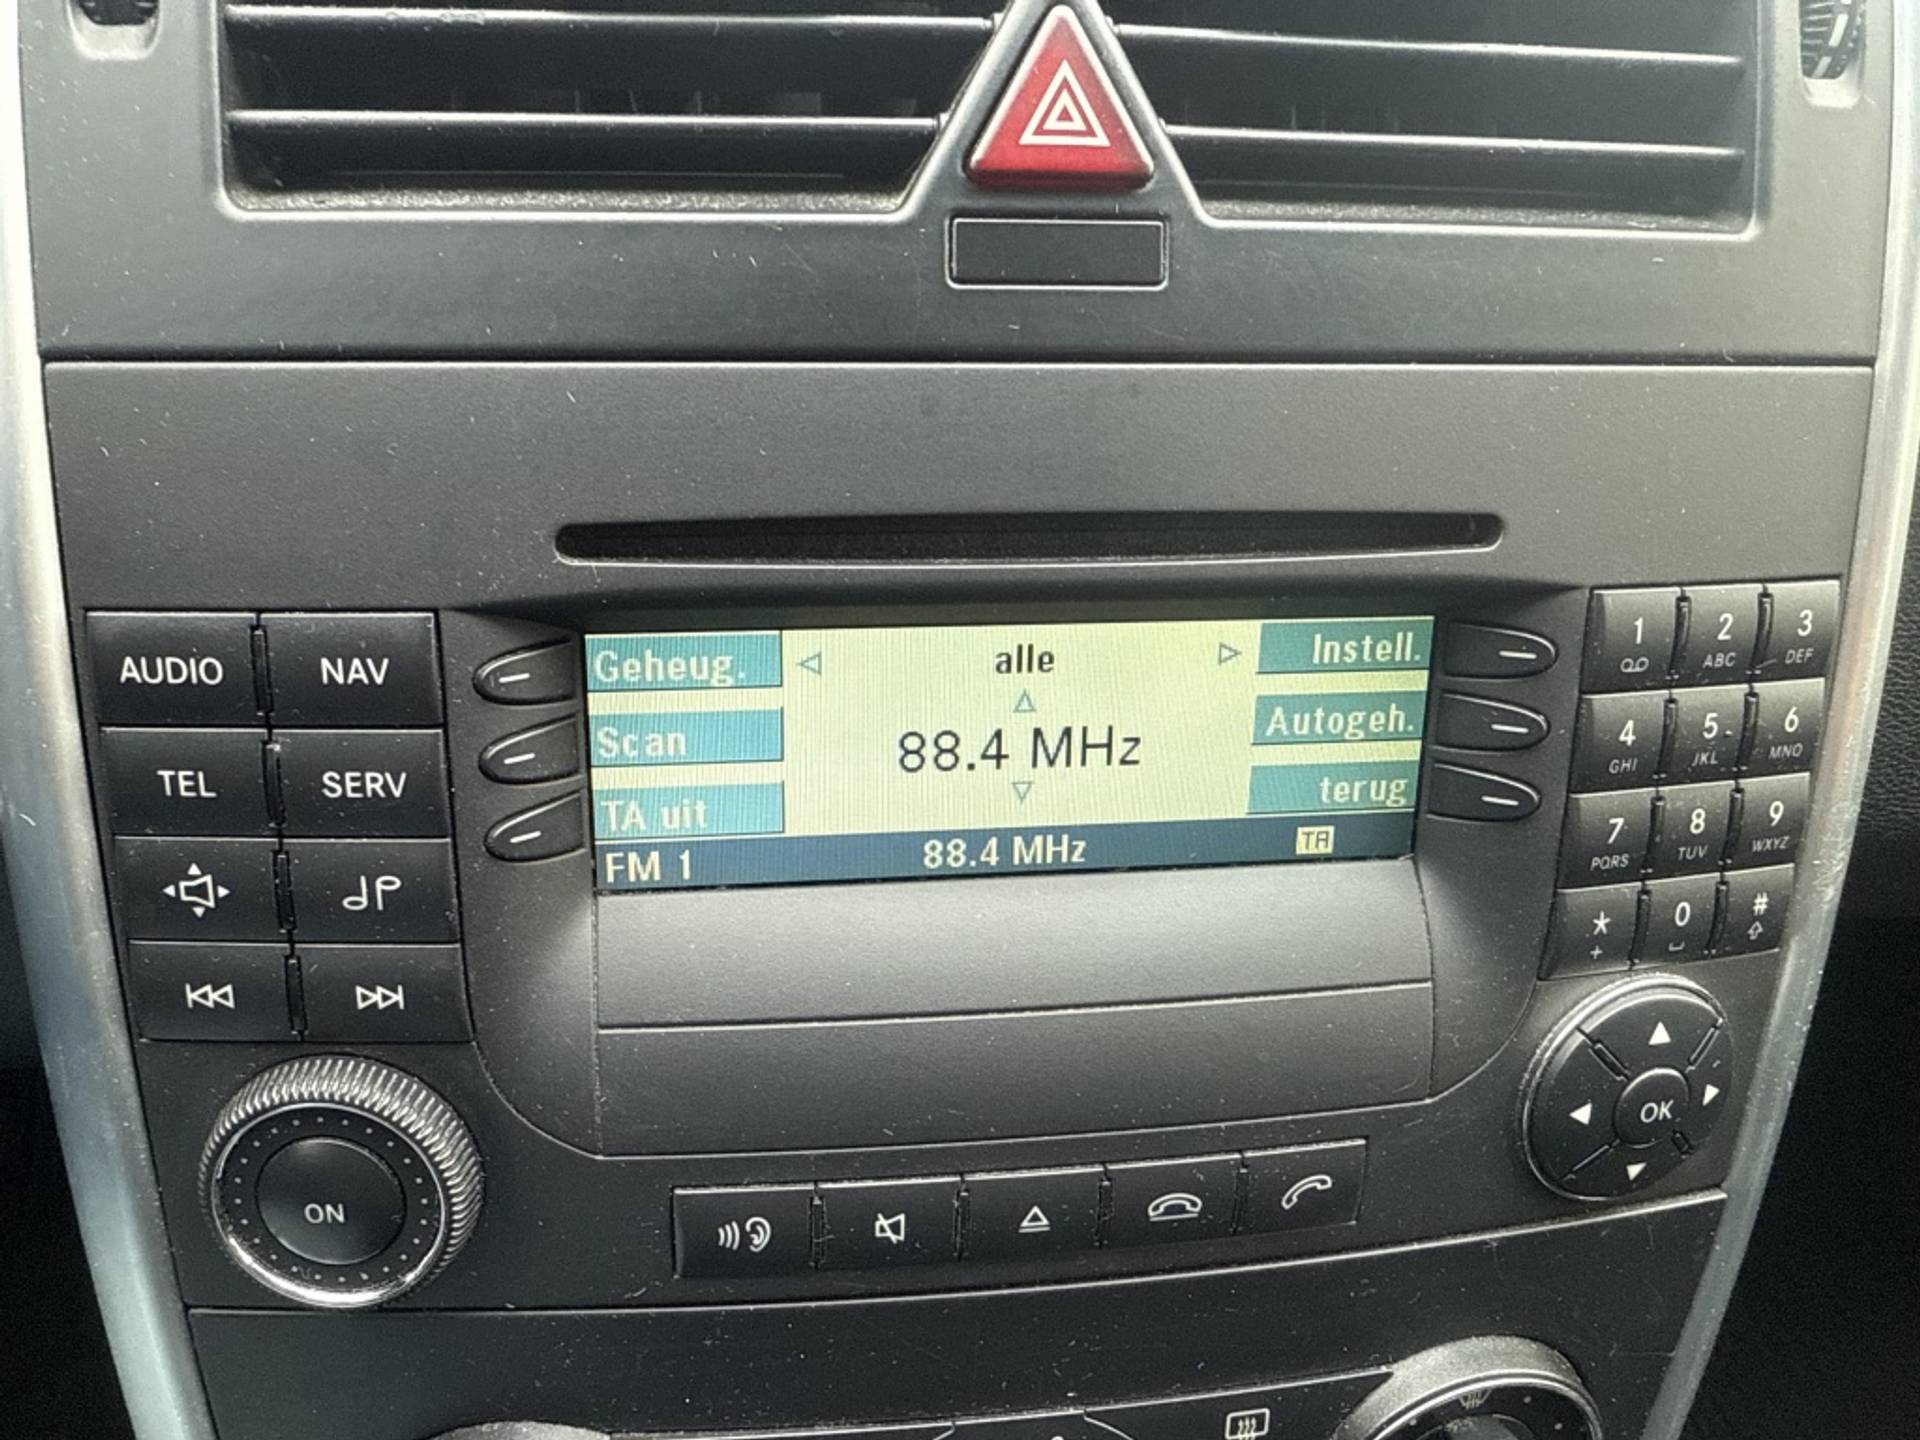 AUDIO
NAV
TEL
SERV
ON
Geheug.
Scan
TA uit
alle
88.4 MHz
Instell.
Autogeh.
terug
FM 1
88.4 MHz
TA
1
2 ABC
3 DEF
4 GHI
5 JKL
6 MNO
7 PQRS
8 TUV
9 WXYZ
* +
0
#
OK